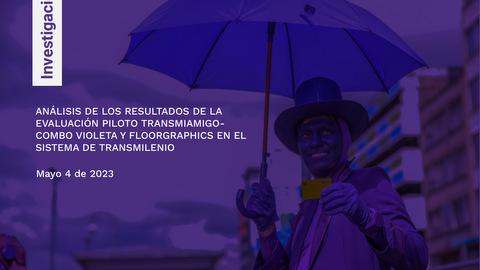 Investigaci
ANÁLISIS DE LOS RESULTADOS DE LA
EVALUACIÓN PILOTO TRANSMIAMIGO-
COMBO VIOLETA Y FLOORGRAPHICS EN EL
SISTEMA DE TRANSMILENIO
Mayo 4 de 2023